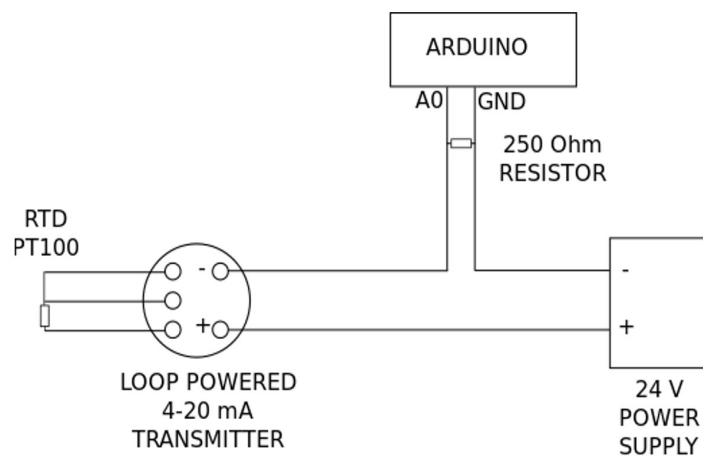 ARDUINO
A0
GND
250 Ohm
RESISTOR
RTD
PT100
-
+
-
+
LOOP POWERED
4-20 mA
TRANSMITTER
24 V
POWER
SUPPLY